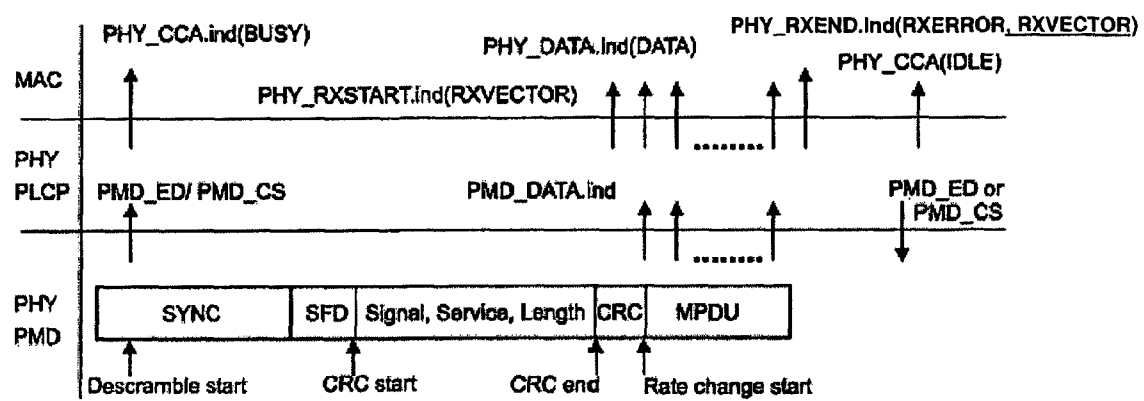 PHY_CCA.ind(BUSY)
PHY_DATA.ind(DATA)
PHY_RXEND.ind(RXERROR, RXVECTOR)
PHY_CCA(IDLE)
MAC
PHY_RXSTART.ind(RXVECTOR)
PHY
PLCP
PMD_ED/ PMD_CS
PMD_DATA.ind
PMD_ED or
PMD_CS
PHY
PMD
SYNC
SFD
Signal, Service, Length
CRC
MPDU
Descramble start
CRC start
CRC end
Rate change start